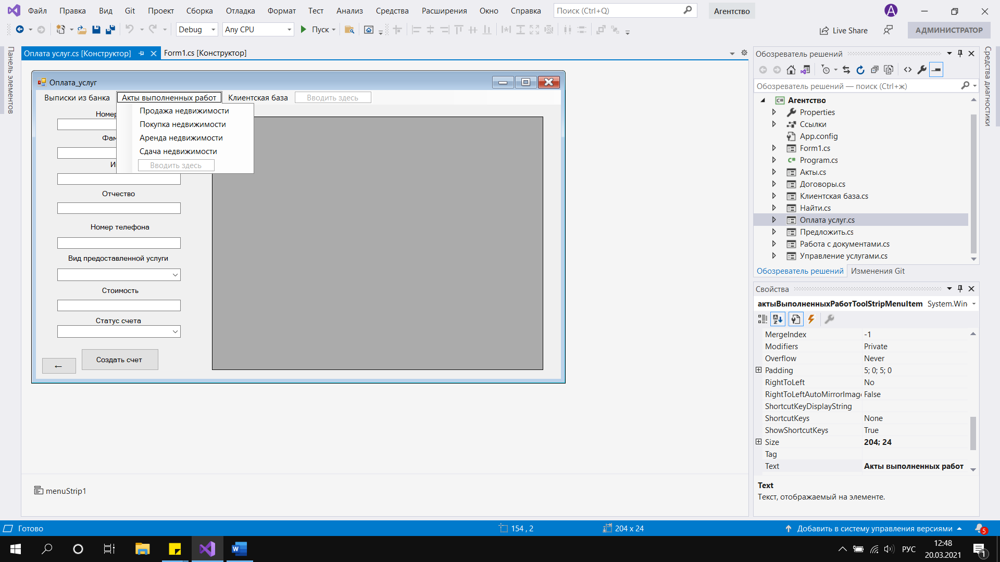 Файл Правка Вид Git Проект Сборка Отладка Формат Тест Анализ Средства Расширения Окно Справка Поиск (Ctrl+Q) Агентство A
Debug Any CPU Пуск Live Share АДМИНИСТРАТОР
Панель элементов
Оплата услуг.cs [Конструктор] Form1.cs [Конструктор]
Оплата_услуг
Выписки из банка Акты выполненных работ Клиентская база Вводить здесь
Продажа недвижимости
Покупка недвижимости
Аренда недвижимости
Сдача недвижимости
Вводить здесь
Номер
Фам
И
Отчество
Номер телефона
Вид предоставленной услуги
Стоимость
Статус счета
← Создать счет
menuStrip1
Обозреватель решений
Обозреватель решений — поиск (Ctrl+ж)
C# Агентство
Properties
Ссылки
App.config
Form1.cs
C# Program.cs
Акты.cs
Договоры.cs
Клиентская база.cs
Найти.cs
Оплата услуг.cs
Предложить.cs
Работа с документами.cs
Управление услугами.cs
Обозреватель решений Изменения Git
Средства диагностики
Свойства
актыВыполненныхРаботToolStripMenuItem System.Win
MergeIndex -1
Modifiers Private
Overflow Never
Padding 5; 0; 5; 0
RightToLeft No
RightToLeftAutoMirrorImag False
ShortcutKeyDisplayString
ShortcutKeys None
ShowShortcutKeys True
Size 204; 24
Tag
Text Акты выполненных работ
Text
Текст, отображаемый на элементе.
Готово 154 , 2 204 x 24 Добавить в систему управления версиями 5
РУС 12:48
20.03.2021 1